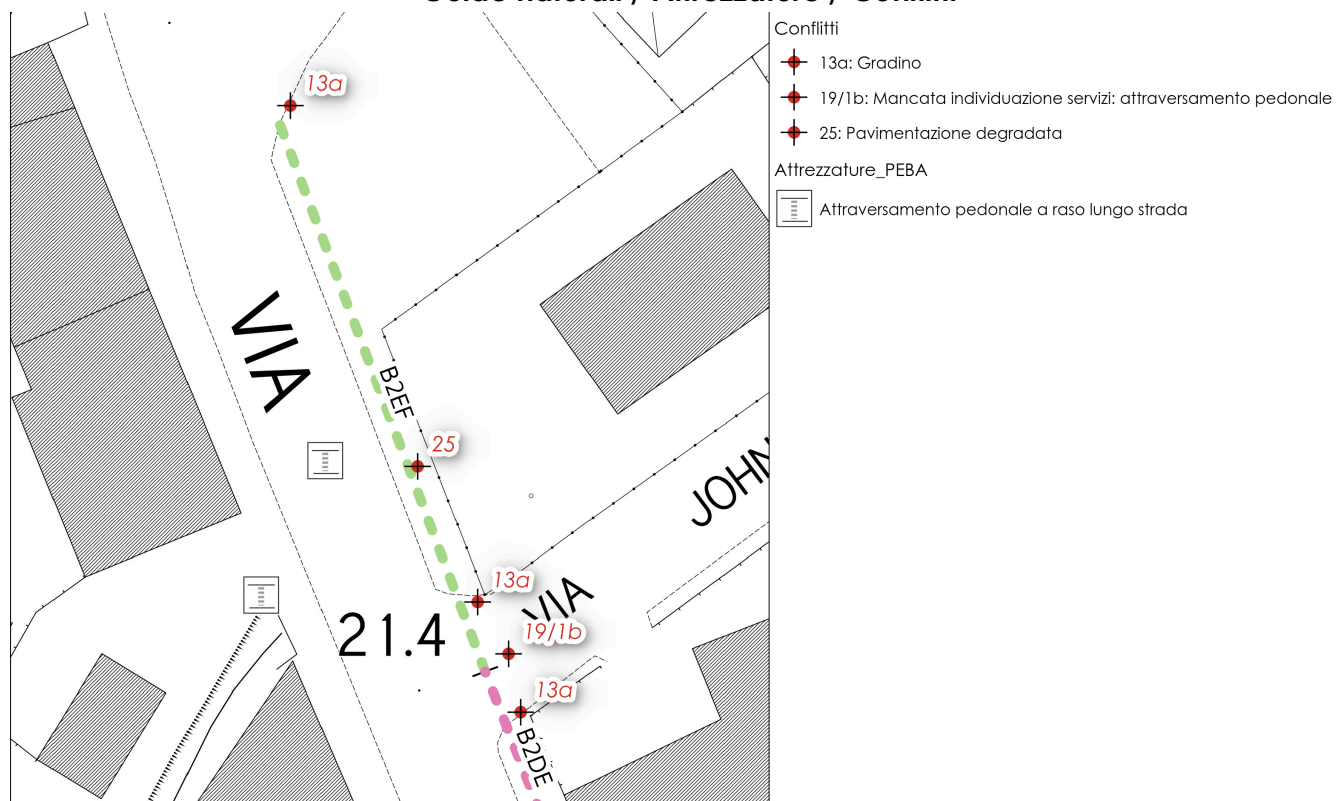 Conflitti
13a: Gradino
19/1b: Mancata individuazione servizi: attraversamento pedonale
25: Pavimentazione degradata
Attrezzature_PEBA
Attraversamento pedonale a raso lungo strada
13a
VIA
B2EF
25
JOHN
13a
VIA
21.4
19/1b
13a
B2DE